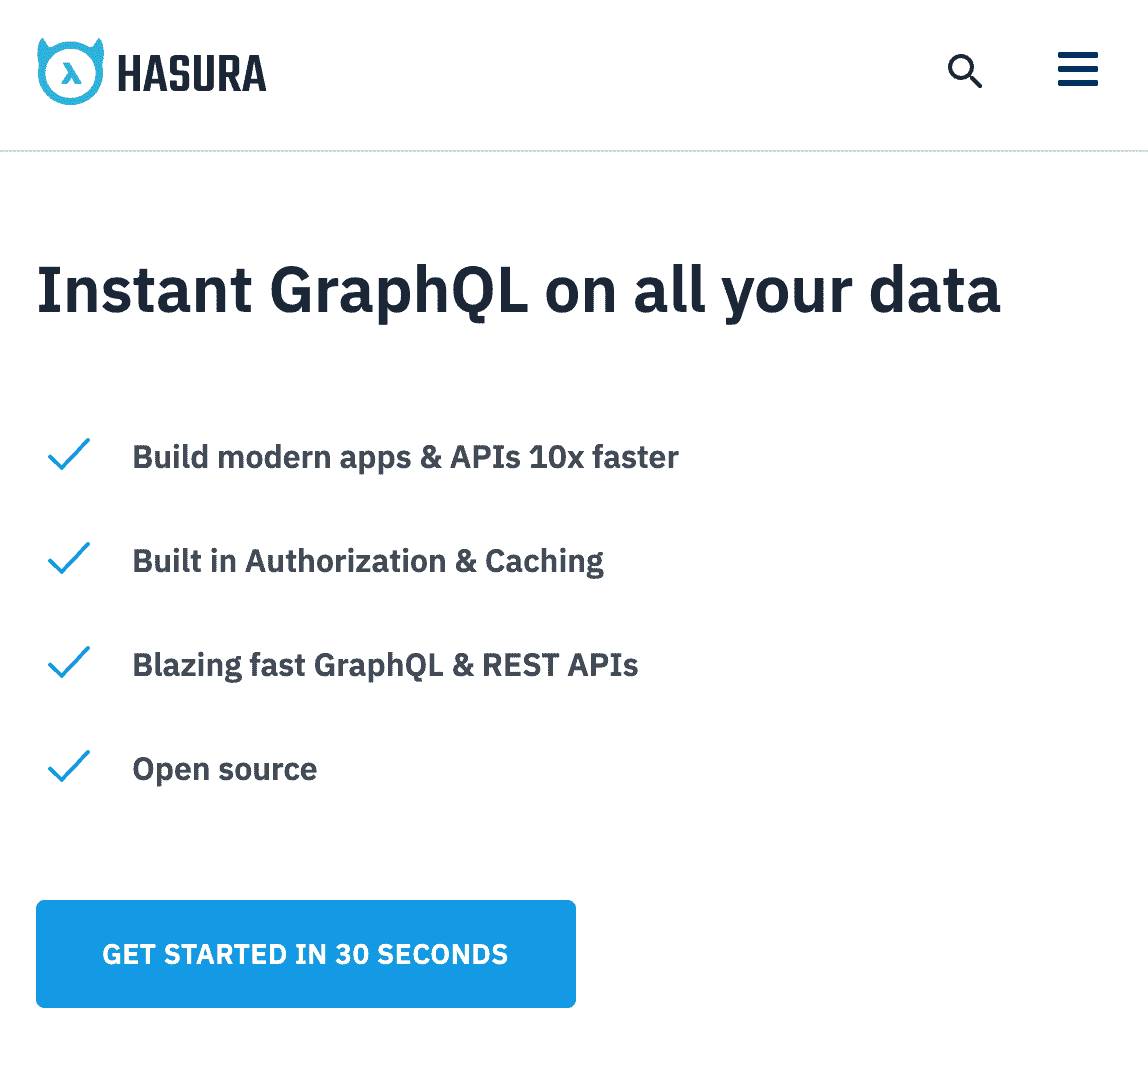 HASURA
Instant GraphQL on all your data
Build modern apps & APIs 10x faster
Built in Authorization & Caching
Blazing fast GraphQL & REST APIs
Open source
GET STARTED IN 30 SECONDS